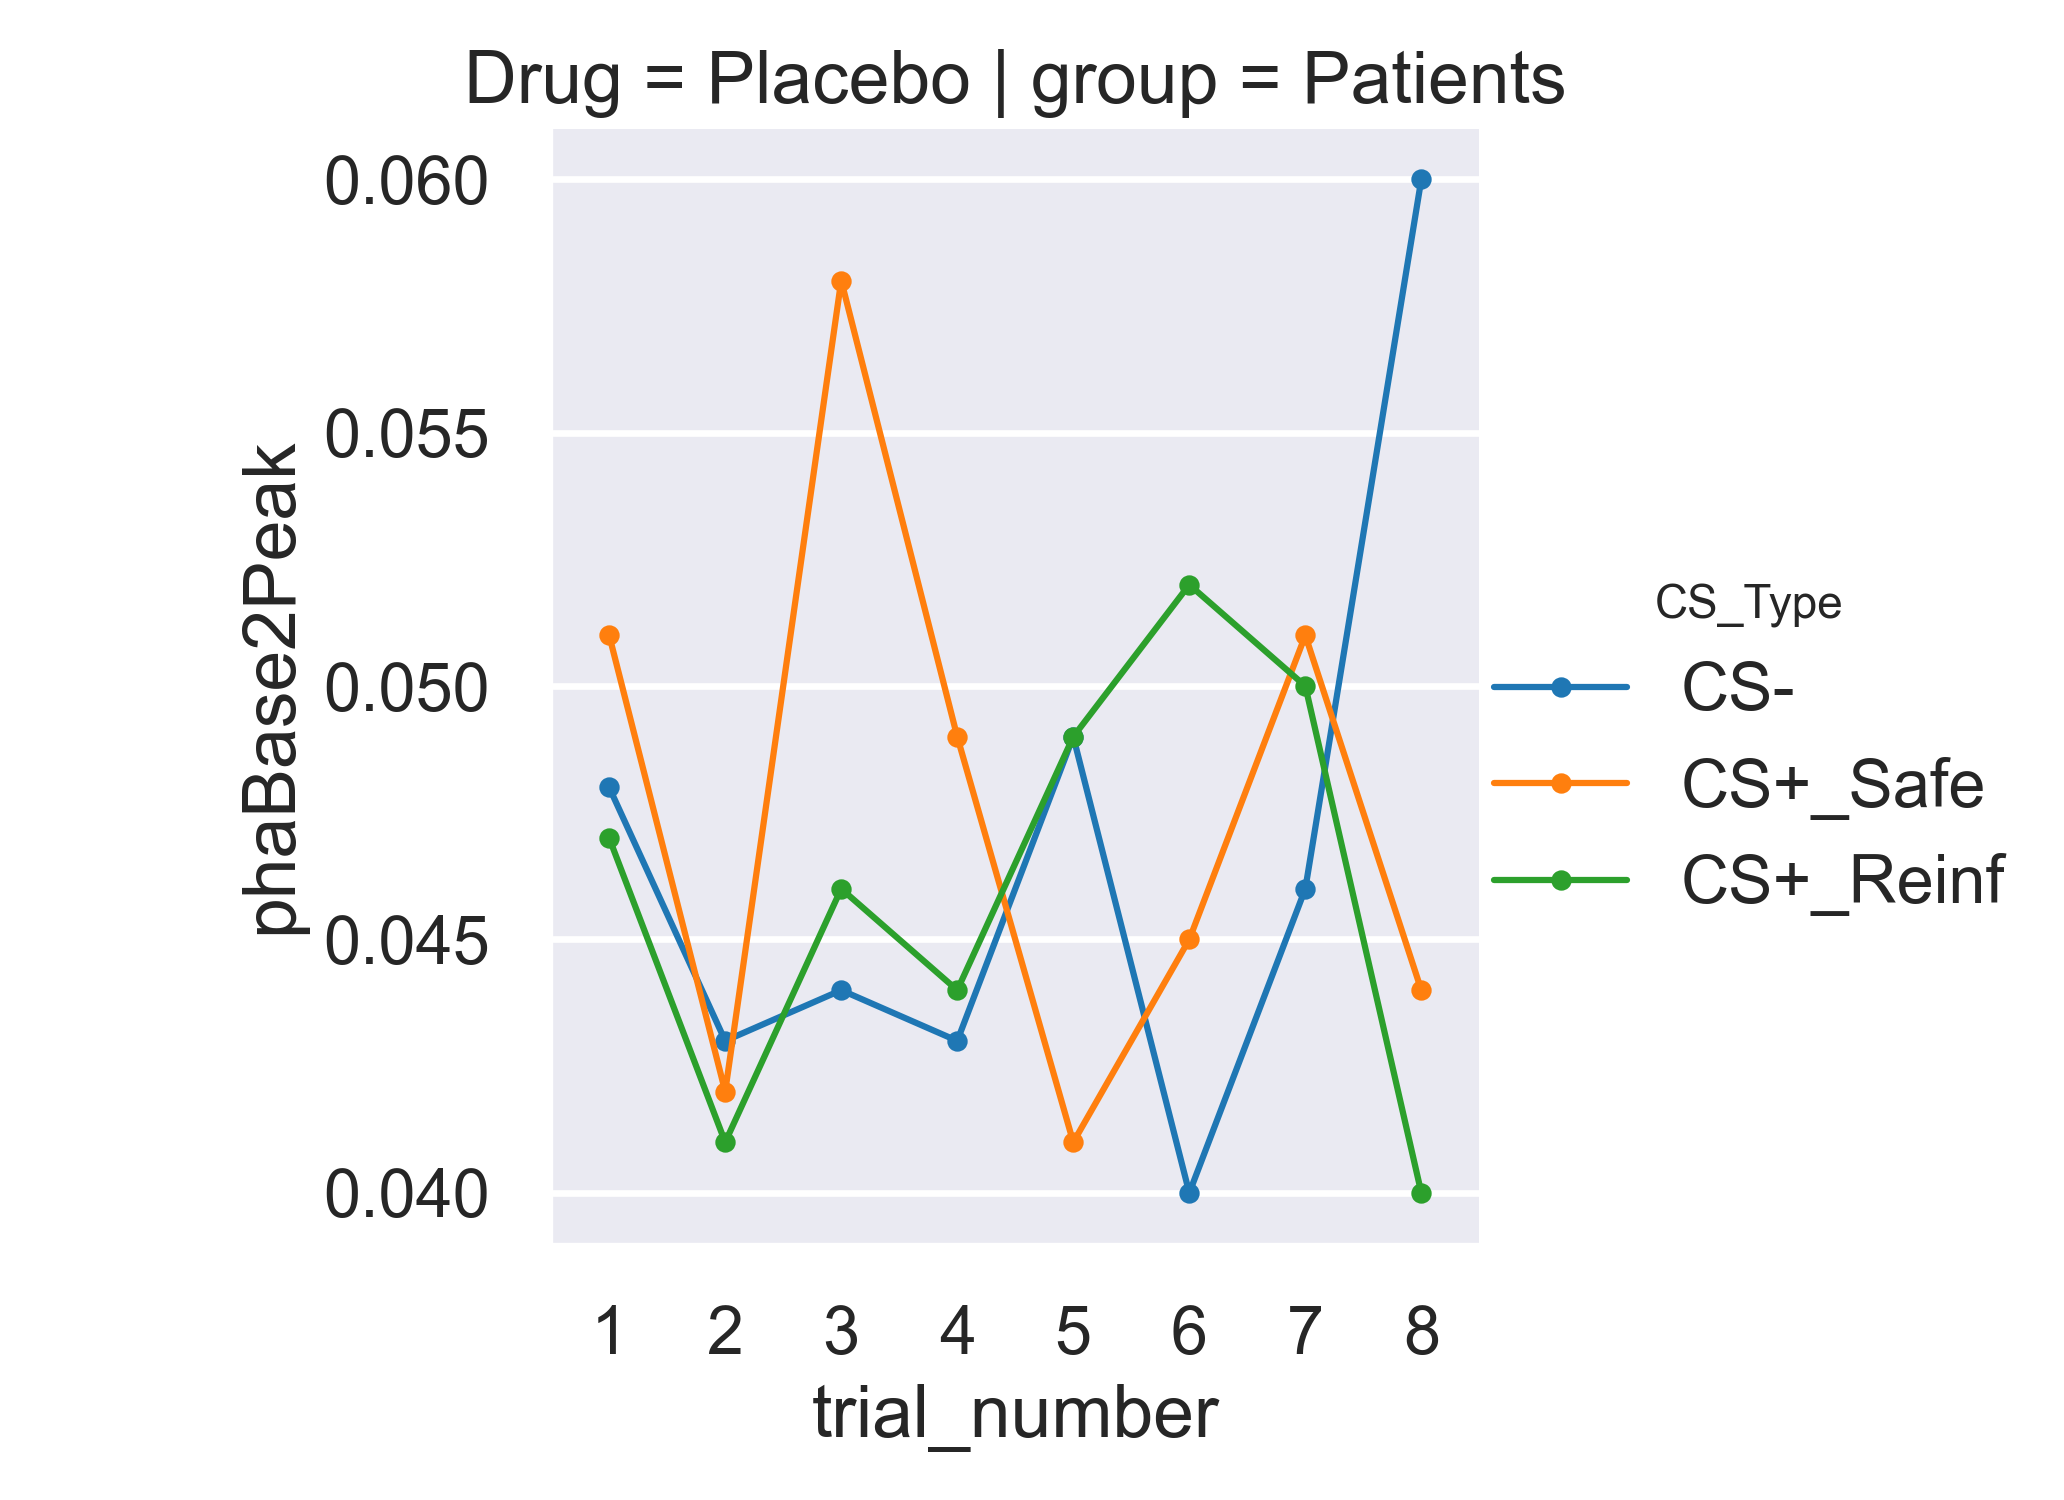 Drug = Placebo | group = Patients
0.060
0.055
0.050
0.045
0.040
phaBase2Peak
1 2 3 4 5 6 7 8
trial_number
CS_Type
CS-
CS+_Safe
CS+_Reinf